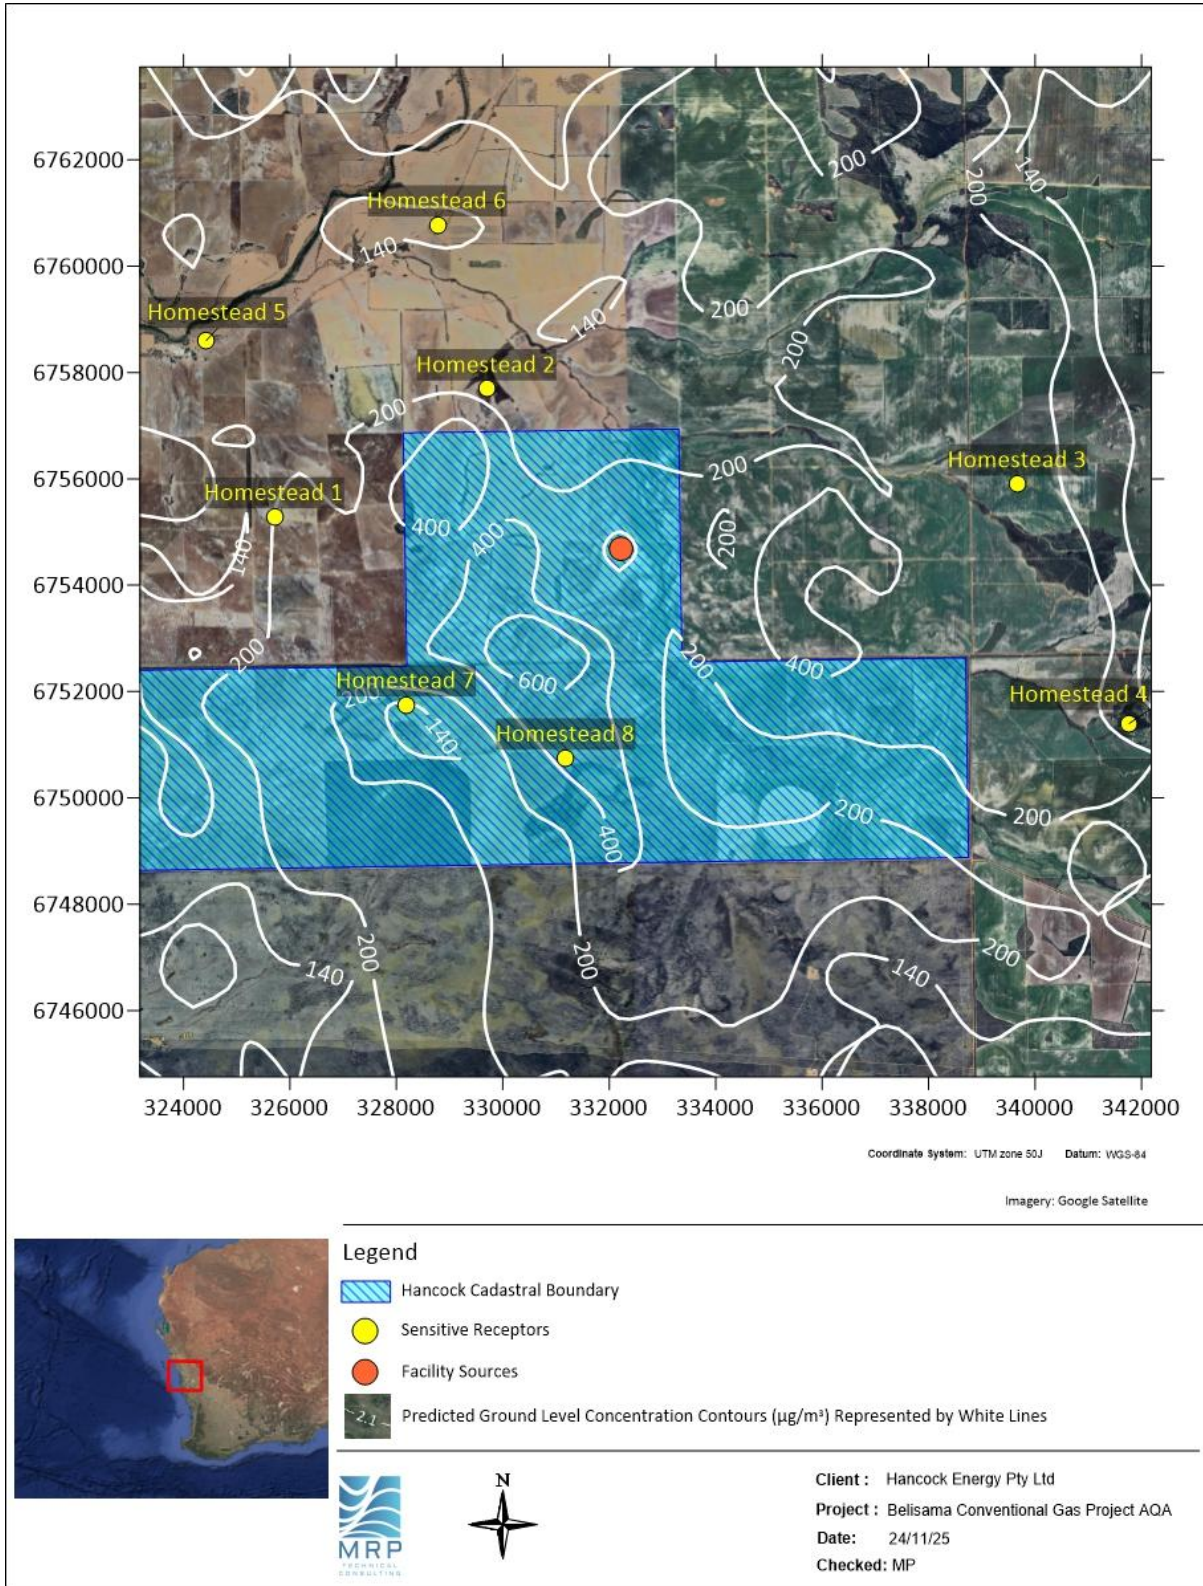 6762000
6760000
6758000
6756000
6754000
6752000
6750000
6748000
6746000
324000 326000 328000 330000 332000 334000 336000 338000 340000 342000
200
200
140
Homestead 6
140
Homestead 5
200
140
200
Homestead 2
200
Homestead 3
200
Homestead 1
400
400
200
140
200
400
600
200
Homestead 7
200
Homestead 4
140
Homestead 8
200
200
400
200
140
200
200
140
Coordinate System: UTM zone 50J Datum: WGS-84
Imagery: Google Satellite
Legend
Hancock Cadastral Boundary
Sensitive Receptors
Facility Sources
2.1 Predicted Ground Level Concentration Contours (µg/m³) Represented by White Lines
MRP
TECHNICAL
CONSULTING
N
Client : Hancock Energy Pty Ltd
Project : Belisama Conventional Gas Project AQA
Date: 24/11/25
Checked: MP